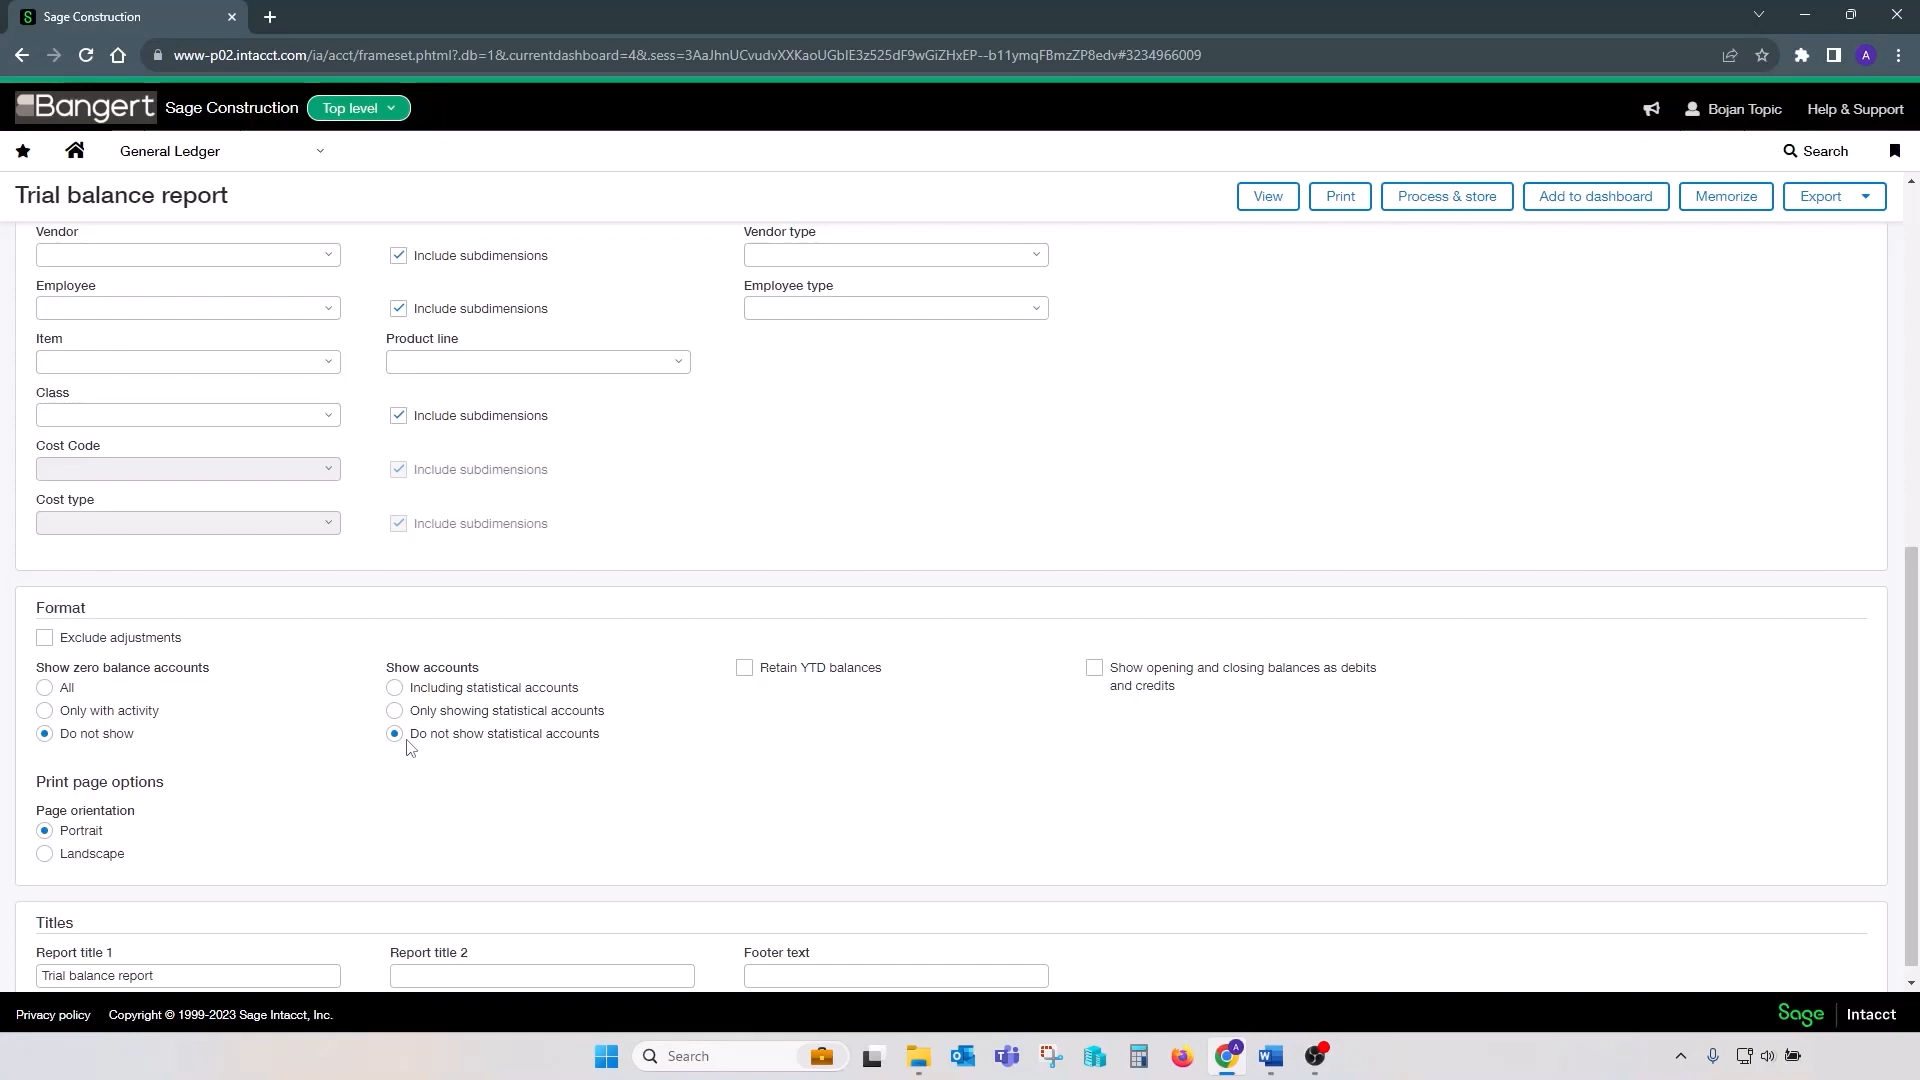 Sage Construction
www-p02.intacct.com/ia/acct/frameset.phtml?.db=1&.currentdashboard=4&.sess=3AaJhnUCvudvXXKaoUGbIE3z525dF9wGiZHxEP--b11ymqFBmzZP8edv#3234966009
A
Bangert Sage Construction Top level
Bojan Topic Help & Support
General Ledger
Search
Trial balance report
View Print Process & store Add to dashboard Memorize Export
Vendor Vendor type
Include subdimensions
Employee Employee type
Include subdimensions
Item Product line
Class
Include subdimensions
Cost Code
Include subdimensions
Cost type
Include subdimensions
Format
Exclude adjustments
Show zero balance accounts Show accounts Retain YTD balances Show opening and closing balances as debits
and credits
All Including statistical accounts
Only with activity Only showing statistical accounts
Do not show Do not show statistical accounts
Print page options
Page orientation
Portrait
Landscape
Titles
Report title 1 Report title 2 Footer text
Trial balance report
Privacy policy Copyright © 1999-2023 Sage Intacct, Inc.
Sage Intacct
Search